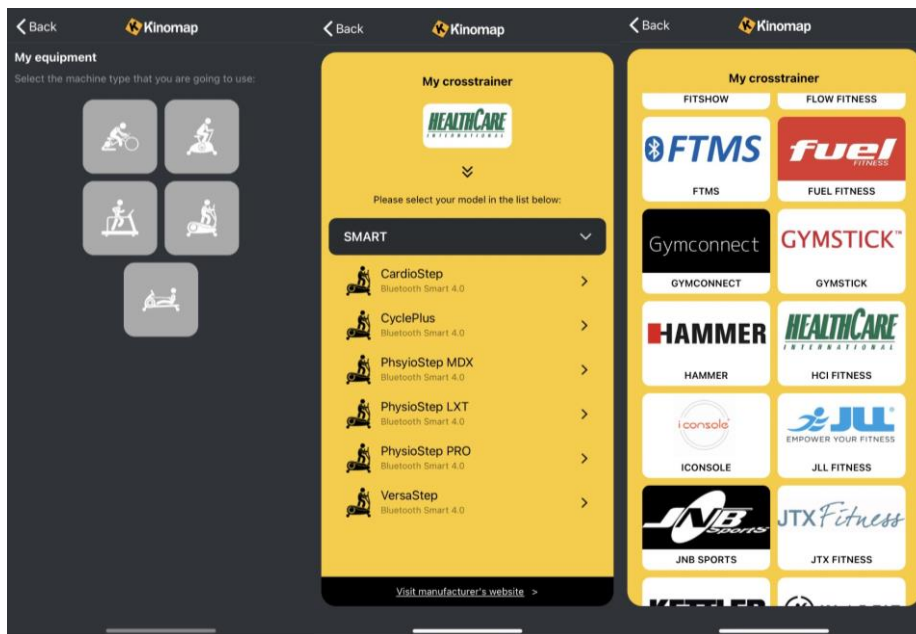 Back
Kinomap
My equipment
Select the machine type that you are going to use:
Back
Kinomap
My crosstrainer
HEALTHCARE
INTERNATIONAL
Please select your model in the list below:
SMART
CardioStep
Bluetooth Smart 4.0
CyclePlus
Bluetooth Smart 4.0
PhsyioStep MDX
Bluetooth Smart 4.0
PhysioStep LXT
Bluetooth Smart 4.0
PhysioStep PRO
Bluetooth Smart 4.0
VersaStep
Bluetooth Smart 4.0
Visit manufacturer's website >
Back
Kinomap
My crosstrainer
FITSHOW
FLOW FITNESS
FTMS
FTMS
fuel
FITNESS
FUEL FITNESS
Gymconnect
GYMCONNECT
GYMSTICK™
GYMSTICK
HAMMER
HAMMER
HEALTHCARE
INTERNATIONAL
HCI FITNESS
iconsole
ICONSOLE
JLL
EMPOWER YOUR FITNESS
JLL FITNESS
JNB
Sports
JNB SPORTS
JTX Fitness
JTX FITNESS
KETTLER